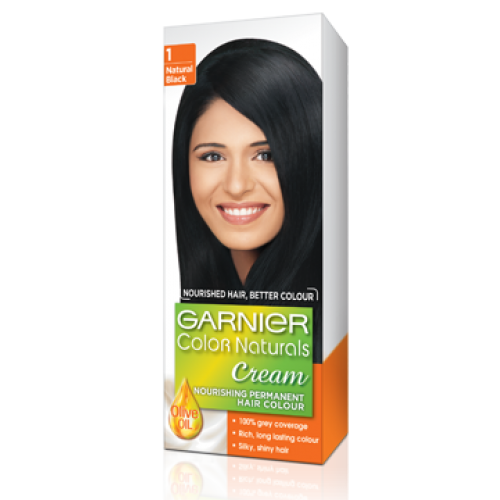 1
Natural
Black
NOURISHED HAIR, BETTER COLOUR
GARNIER
Color Naturals
Cream
NOURISHING PERMANENT
HAIR COLOUR
Olive
OIL
• 100% grey coverage
• Rich, long lasting colour
• Silky, shiny hair